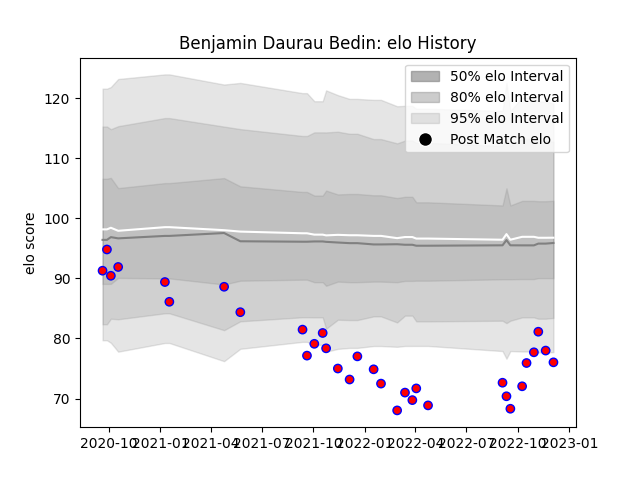 Benjamin Daurau Bedin: elo History
50% elo Interval
80% elo Interval
95% elo Interval
Post Match elo
elo score
120
110
100
90
80
70
2020-10 2021-01 2021-04 2021-07 2021-10 2022-01 2022-04 2022-07 2022-10 2023-01